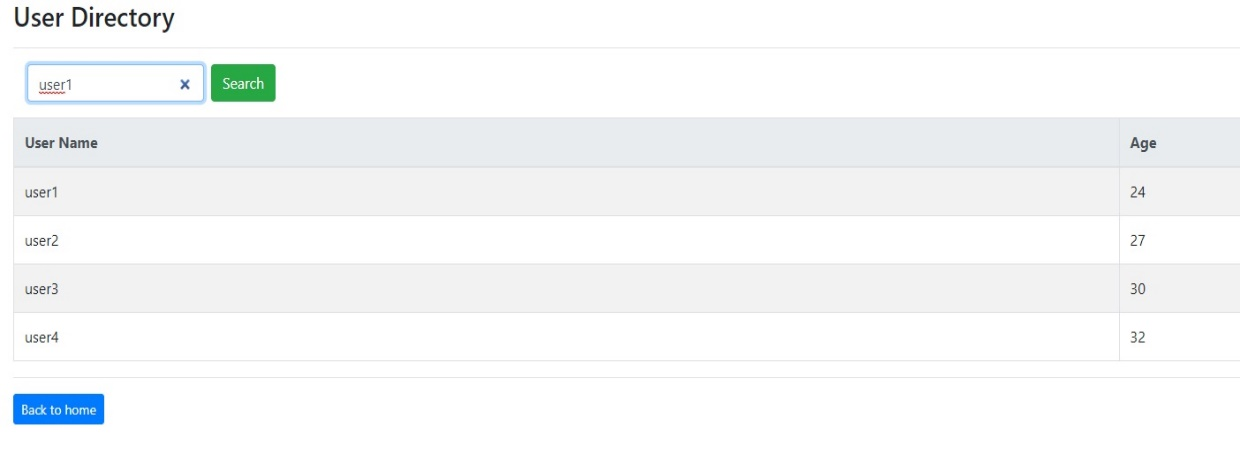 User Directory
user1 × Search
User Name Age
user1 24
user2 27
user3 30
user4 32
Back to home